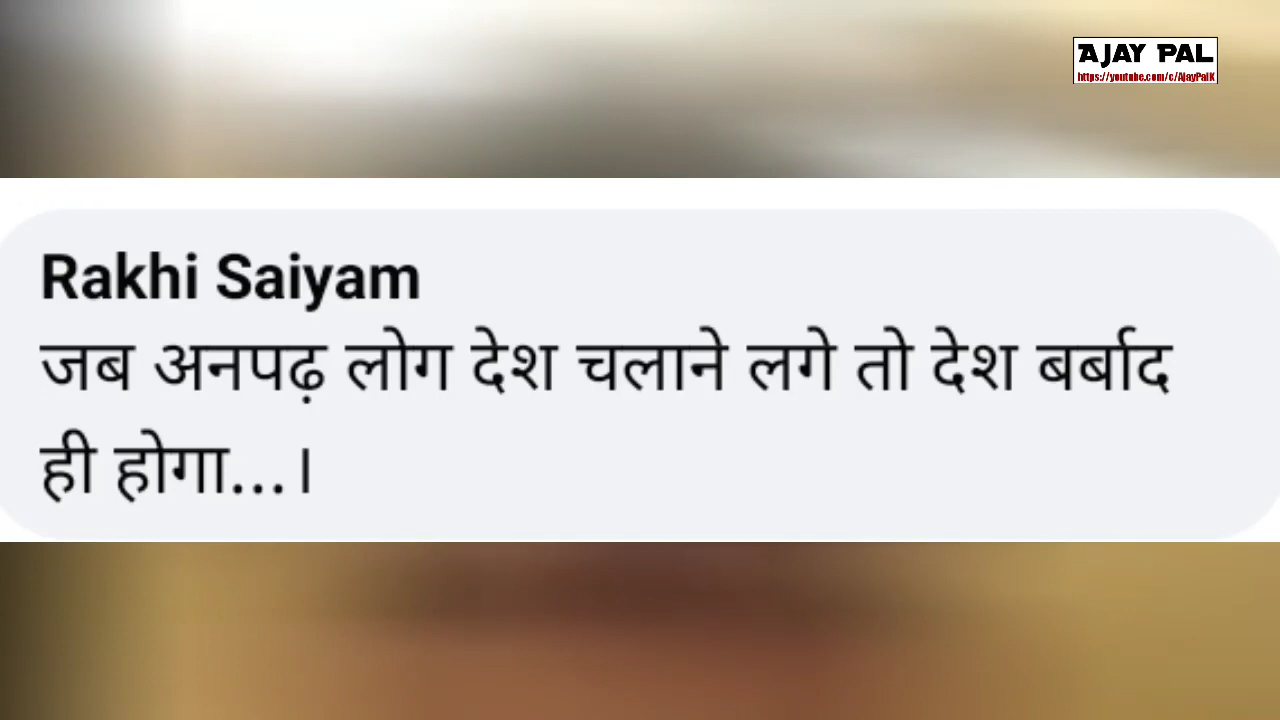 AJAY PAL
https://youtube.com/c/AjayPalK
Rakhi Saiyam
जब अनपढ़ लोग देश चलाने लगे तो देश बर्बाद
ही होगा...।